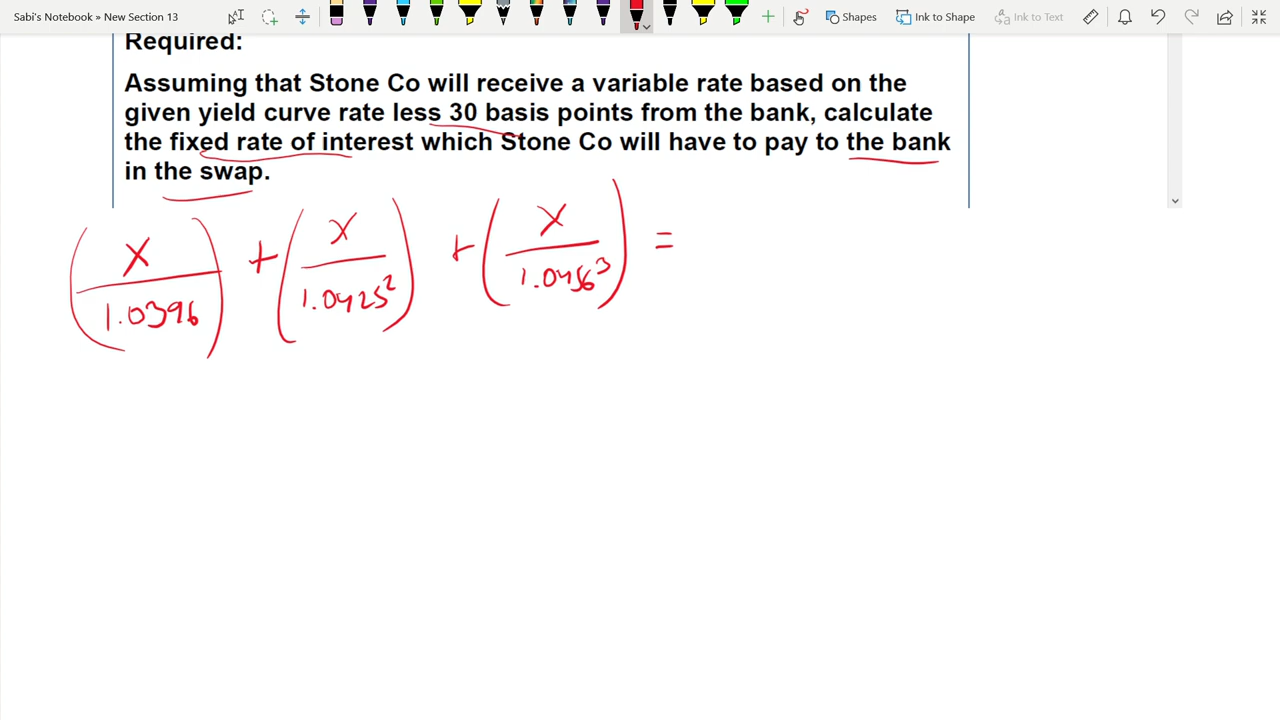 Sabi's Notebook » New Section 13
Shapes
Ink to Shape
Ink to Text
Required:
Assuming that Stone Co will receive a variable rate based on the
given yield curve rate less 30 basis points from the bank, calculate
the fixed rate of interest which Stone Co will have to pay to the bank
in the swap.
(X/1.0396) + (X/1.0425²) + (X/1.0456³) =